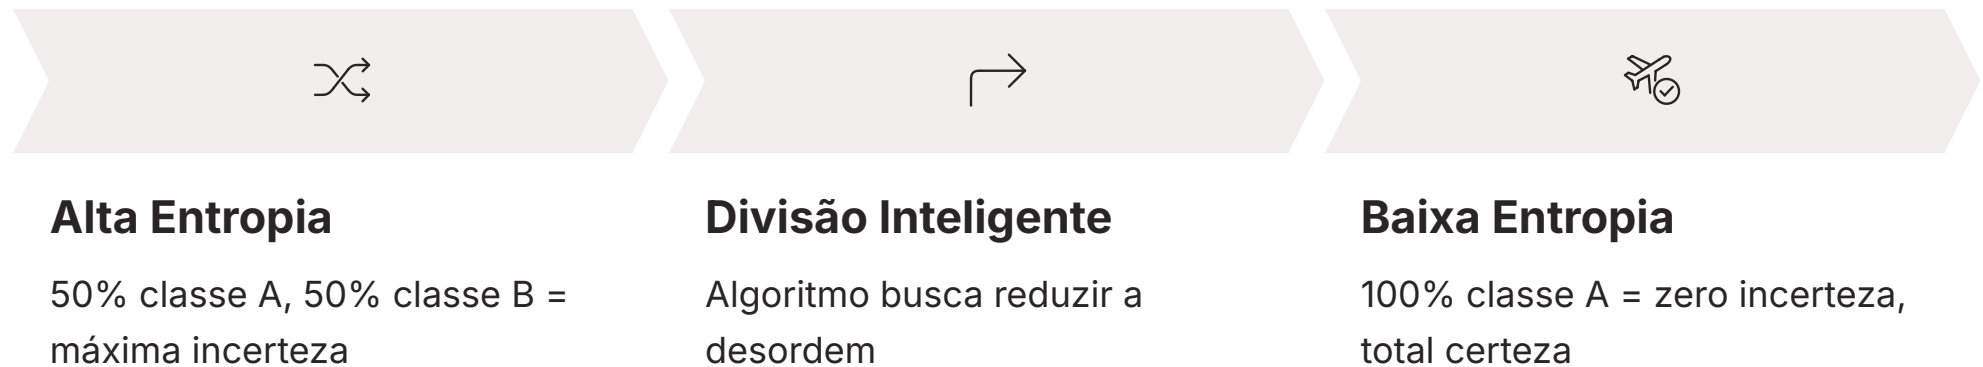 Alta Entropia
50% classe A, 50% classe B =
máxima incerteza
Divisão Inteligente
Algoritmo busca reduzir a
desordem
Baixa Entropia
100% classe A = zero incerteza,
total certeza